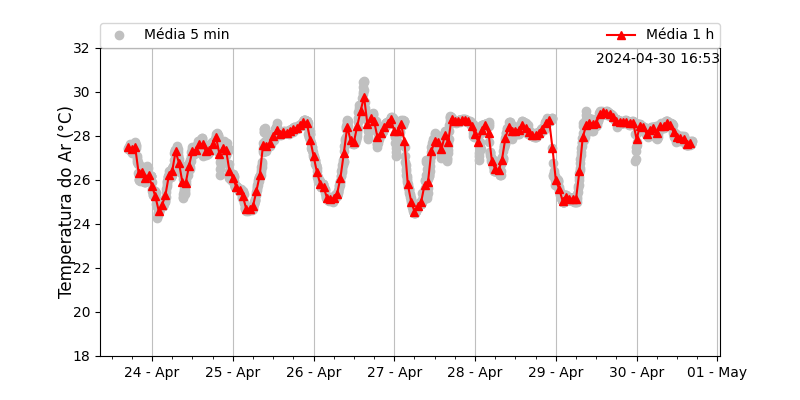 Média 5 min
Média 1 h
2024-04-30 16:53
Temperatura do Ar (°C)
32
30
28
26
24
22
20
18
24 - Apr
25 - Apr
26 - Apr
27 - Apr
28 - Apr
29 - Apr
30 - Apr
01 - May